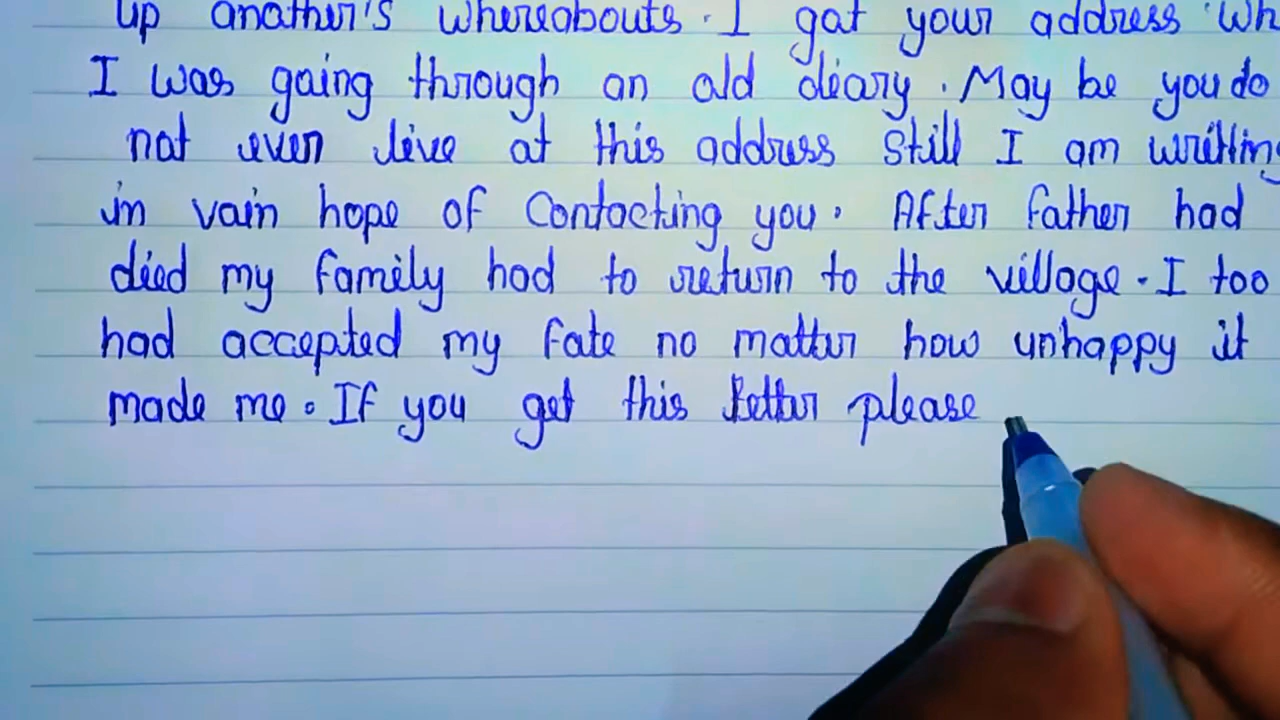 up another's whereabouts. I got your address wh
I was going through an old diary. May be you do
not even live at this address still I am writting
in vain hope of Contacting you. After father had
died my family had to return to the village. I too
had accepted my fate no matter how unhappy it
made me. If you get this letter please